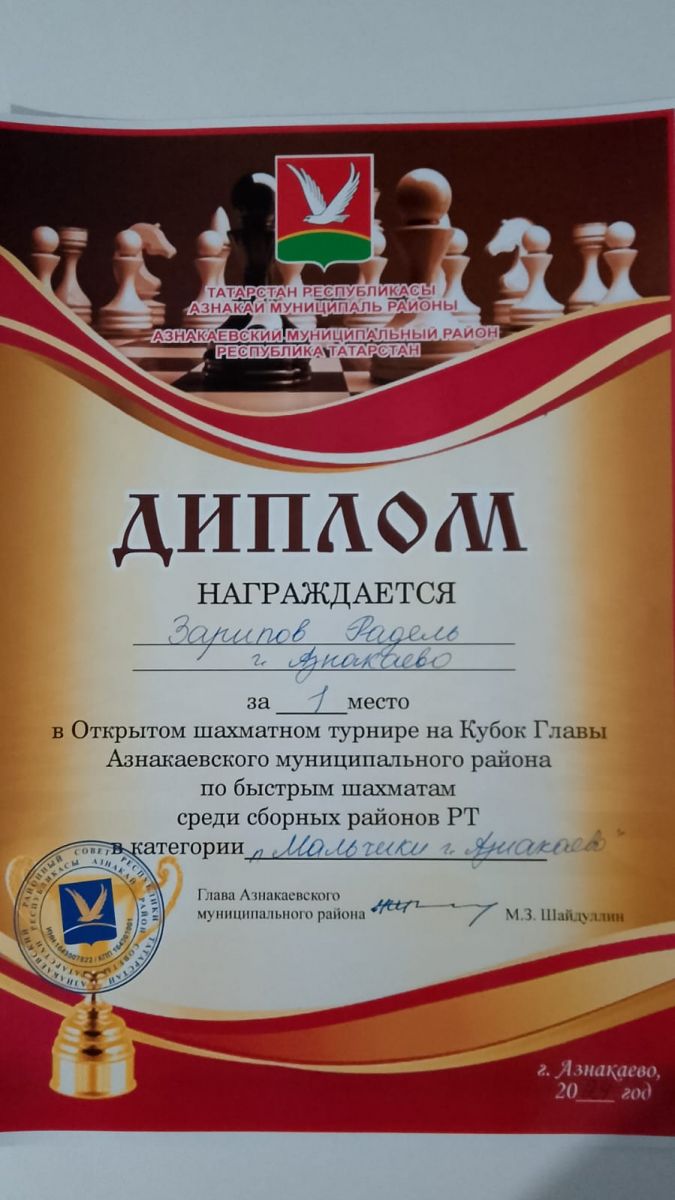 ТАТАРСТАН РЕСПУБЛИКАСЫ
АЗНАКАЙ МУНИЦИПАЛЬ РАЙОНЫ
АЗНАКАЕВСКИЙ МУНИЦИПАЛЬНЫЙ РАЙОН
РЕСПУБЛИКА ТАТАРСТАН
ДИПЛОМ
НАГРАЖДАЕТСЯ
Зарипов Радель
г. Азнакаево
за 1 место
в Открытом шахматном турнире на Кубок Главы
Азнакаевского муниципального района
по быстрым шахматам
среди сборных районов РТ
в категории „Мальчики г. Азнакаево"
Глава Азнакаевского
муниципального района М.З. Шайдуллин
г. Азнакаево,
20 год